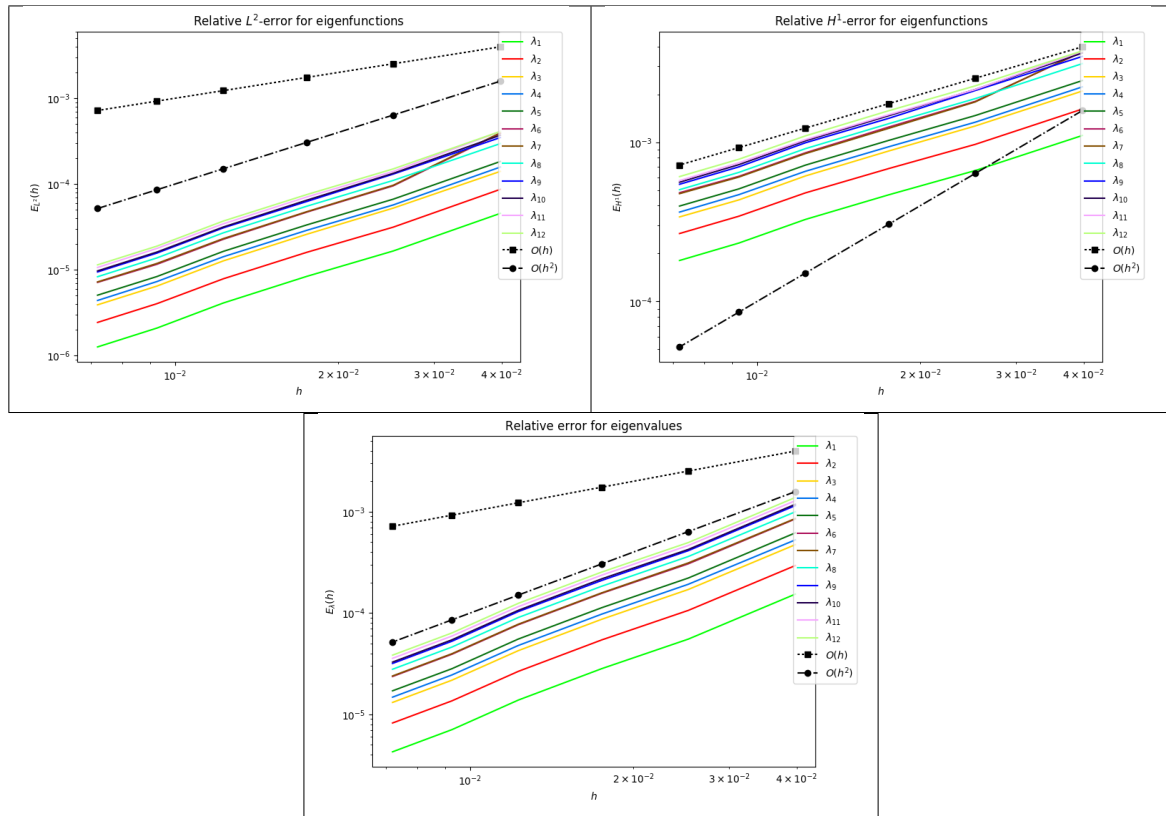 Relative L²-error for eigenfunctions
10⁻³
10⁻⁴
10⁻⁵
10⁻⁶
E_{L²}(h)
10⁻²
2 × 10⁻²
3 × 10⁻²
4 × 10⁻²
h
λ₁
λ₂
λ₃
λ₄
λ₅
λ₆
λ₇
λ₈
λ₉
λ₁₀
λ₁₁
λ₁₂
O(h)
O(h²)
Relative H¹-error for eigenfunctions
10⁻³
10⁻⁴
E_{H¹}(h)
10⁻²
2 × 10⁻²
3 × 10⁻²
4 × 10⁻²
h
λ₁
λ₂
λ₃
λ₄
λ₅
λ₆
λ₇
λ₈
λ₉
λ₁₀
λ₁₁
λ₁₂
O(h)
O(h²)
Relative error for eigenvalues
10⁻³
10⁻⁴
10⁻⁵
E_λ(h)
10⁻²
2 × 10⁻²
3 × 10⁻²
4 × 10⁻²
h
λ₁
λ₂
λ₃
λ₄
λ₅
λ₆
λ₇
λ₈
λ₉
λ₁₀
λ₁₁
λ₁₂
O(h)
O(h²)